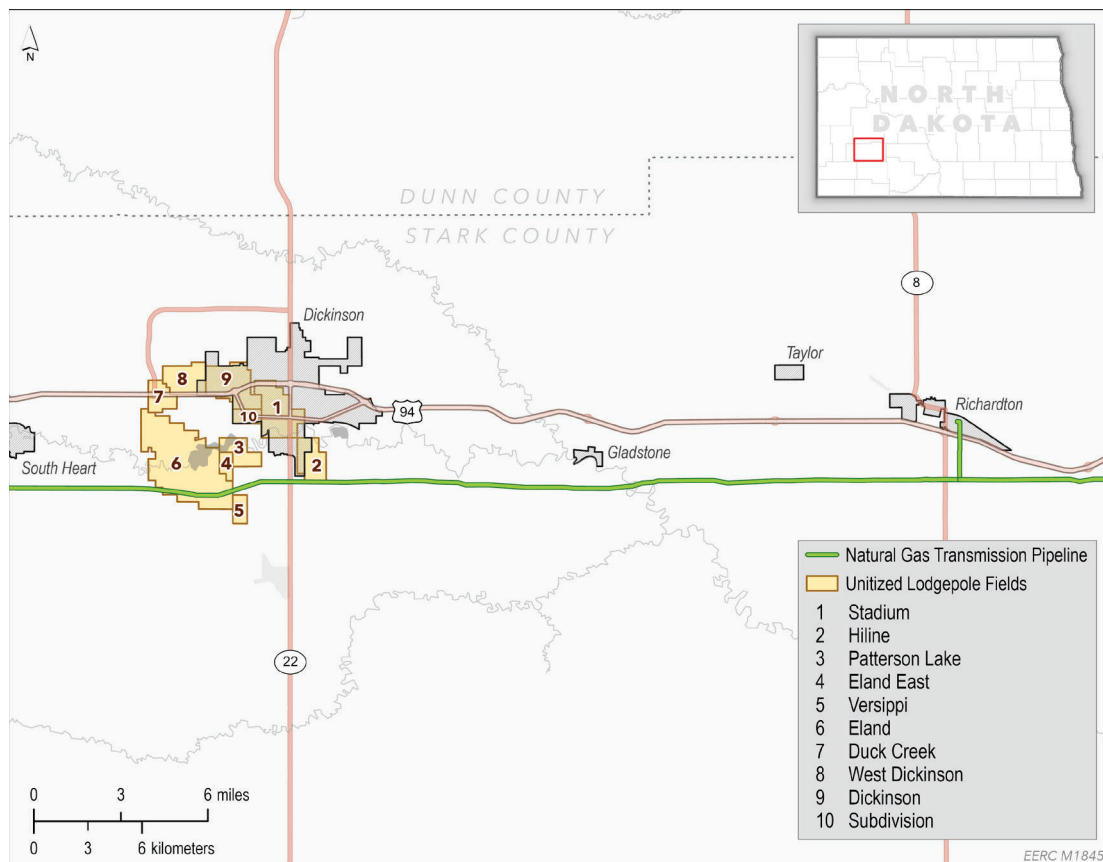 N
NORTH
DAKOTA
DUNN COUNTY
STARK COUNTY
8
Dickinson
Taylor
8
9
7
1
10
94
Richardton
3
Gladstone
South Heart
6
4
2
5
Natural Gas Transmission Pipeline
Unitized Lodgepole Fields
1 Stadium
2 Hiline
3 Patterson Lake
4 Eland East
5 Versippi
6 Eland
7 Duck Creek
8 West Dickinson
9 Dickinson
10 Subdivision
22
0 3 6 miles
0 3 6 kilometers
EERC M1845